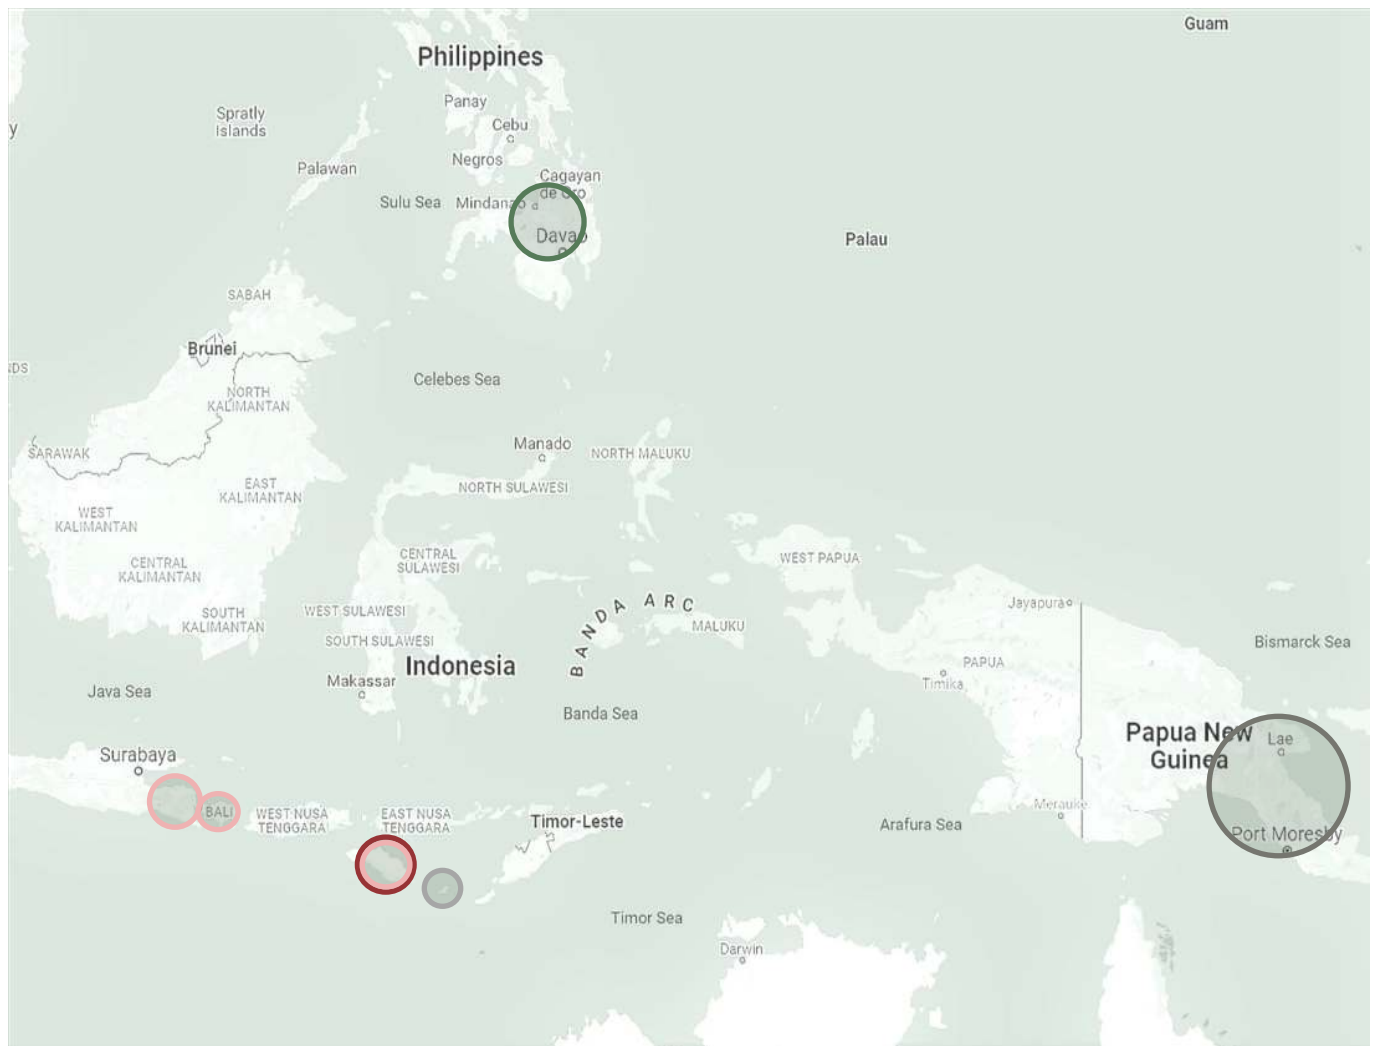 Guam
Philippines
Panay
Spratly
Islands
y
Cebu
Negros
Palawan
Cagayan
de Oro
Sulu Sea
Mindanao
Davao
Palau
SABAH
Brunei
NDS
Celebes Sea
NORTH
KALIMANTAN
Manado
NORTH MALUKU
SARAWAK
EAST
KALIMANTAN
NORTH SULAWESI
WEST
KALIMANTAN
CENTRAL
SULAWESI
WEST PAPUA
CENTRAL
KALIMANTAN
BANDA ARC
Jayapura
WEST SULAWESI
SOUTH
KALIMANTAN
MALUKU
SOUTH SULAWESI
Bismarck Sea
Indonesia
PAPUA
Makassar
Timika
Java Sea
Banda Sea
Papua New
Guinea
Lae
Surabaya
Merauke
BALI
WEST NUSA
TENGGARA
EAST NUSA
TENGGARA
Timor-Leste
Arafura Sea
Port Moresby
Timor Sea
Darwin